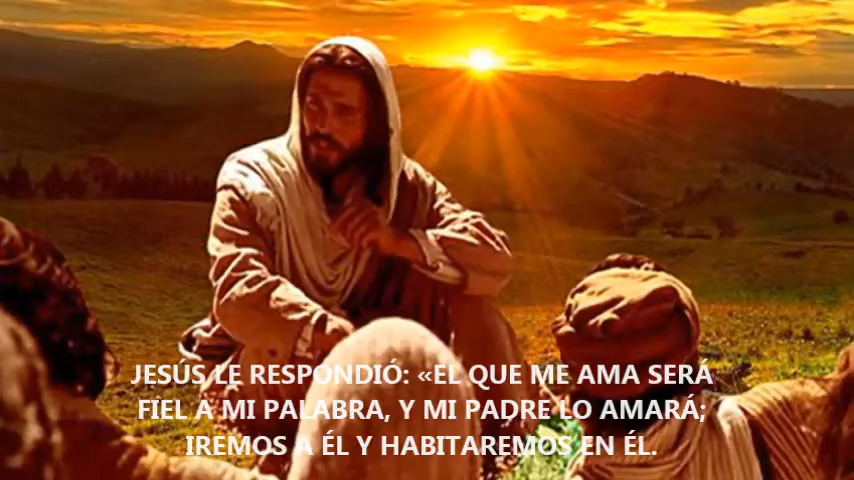 JESÚS LE RESPONDIÓ: «EL QUE ME AMA SERÁ
FIEL A MI PALABRA, Y MI PADRE LO AMARÁ;
IREMOS A ÉL Y HABITAREMOS EN ÉL.